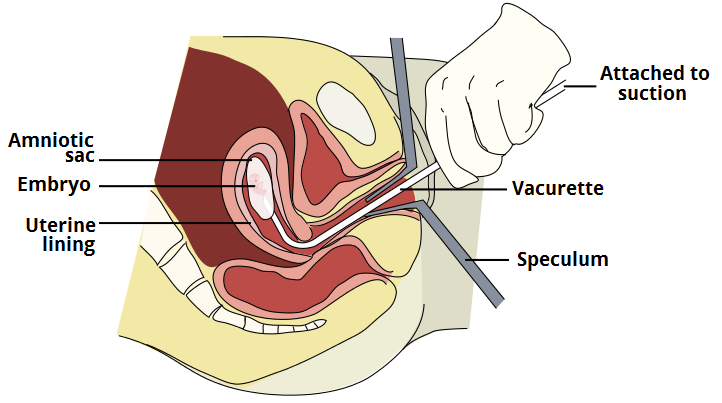 Attached to
suction
Amniotic
sac
Embryo
Vacurette
Uterine
lining
Speculum